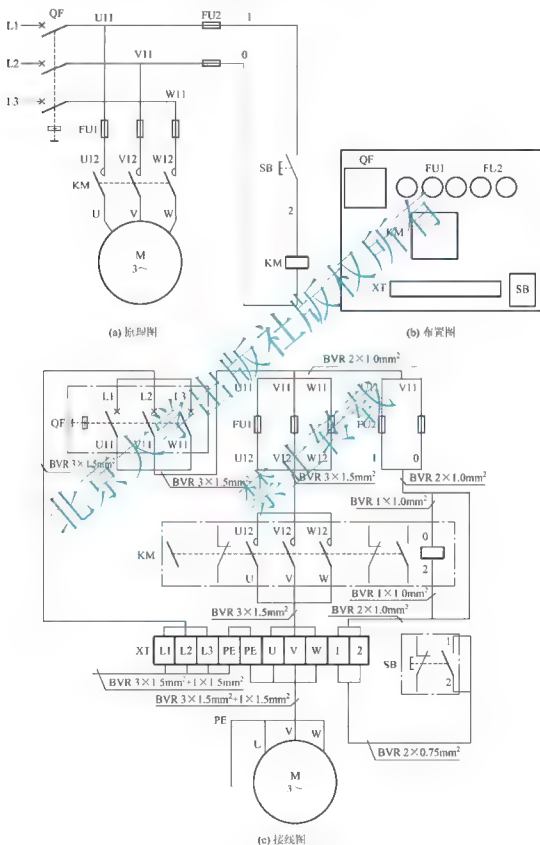 L1
QF
U11
FU2
1
L2
V11
0
L3
W11
FU1
U12 V12 W12
KM
U V W
M
3~
SB
2
KM
(a) 原理图
QF FU1 FU2
KM
XT
SB
(b) 布置图
北京大学出版社版权所有
禁止转载
BVR 2×1.0mm²
L1 L2 L3
QF
U11 V11 W11
BVR 3×1.5mm²
BVR 3×1.5mm²
U11 V11 W11
FU1
U12 V12 W12
BVR 3×1.5mm²
U11 V11
FU2
1 0
BVR 2×1.0mm²
BVR 1×1.0mm²
KM
U12 V12 W12
U V W
0
2
BVR 1×1.0mm²
BVR 3×1.5mm²
BVR 2×1.0mm²
XT L1 L2 L3 PE PE U V W 1 2
BVR 3×1.5mm²+1×1.5mm²
BVR 3×1.5mm²+1×1.5mm²
SB
1
2
PE
U V W
M
3~
BVR 2×0.75mm²
(c) 接线图